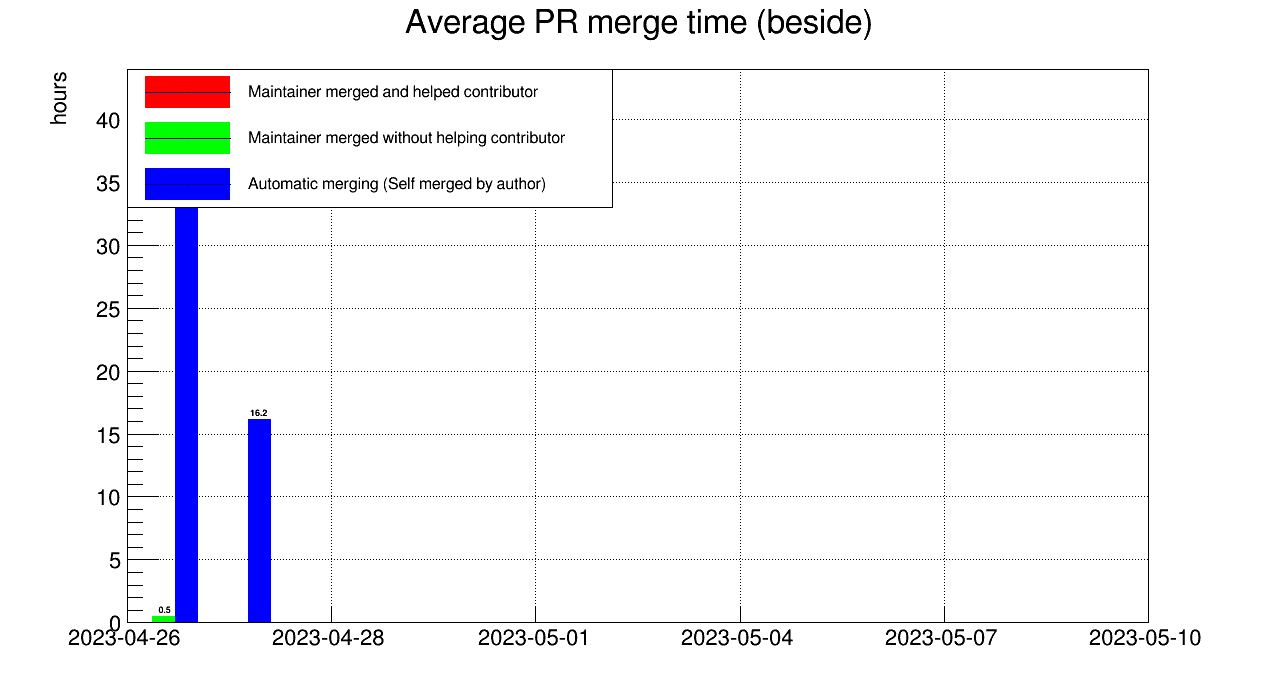 Average PR merge time (beside)
hours
Maintainer merged and helped contributor
Maintainer merged without helping contributor
Automatic merging (Self merged by author)
40
35
30
25
20
15
10
5
0
16.2
0.5
2023-04-26 2023-04-28 2023-05-01 2023-05-04 2023-05-07 2023-05-10